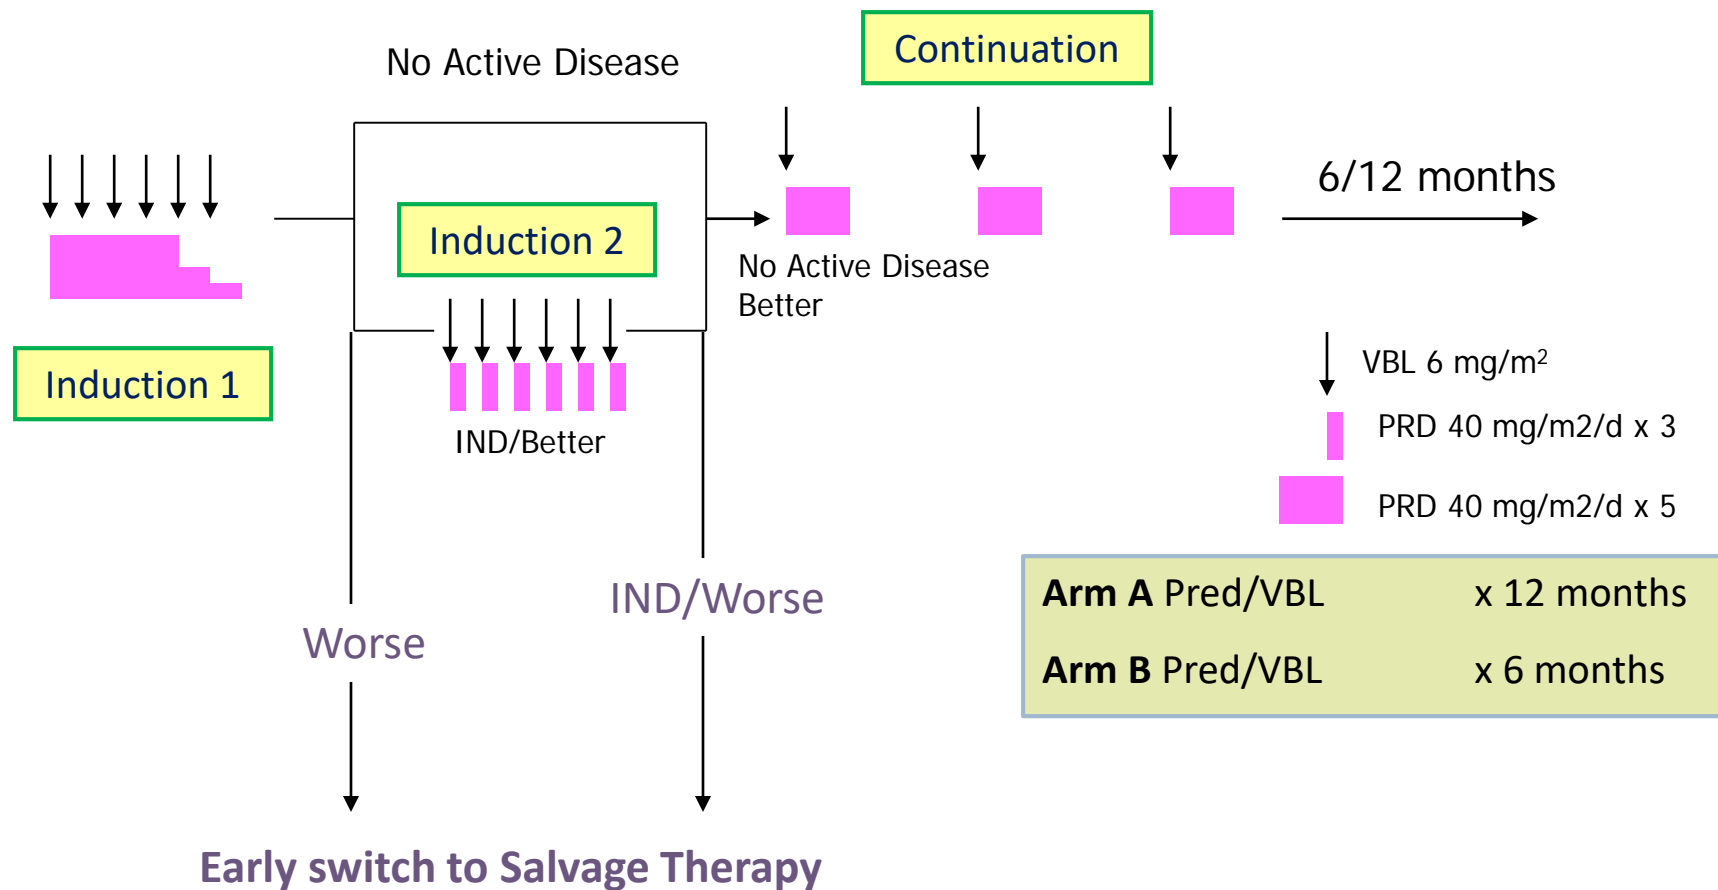 No Active Disease
Continuation
6/12 months
Induction 2
No Active Disease
Better
Induction 1
IND/Better
VBL 6 mg/m²
PRD 40 mg/m2/d x 3
PRD 40 mg/m2/d x 5
Worse
IND/Worse
Arm A Pred/VBL x 12 months
Arm B Pred/VBL x 6 months
Early switch to Salvage Therapy